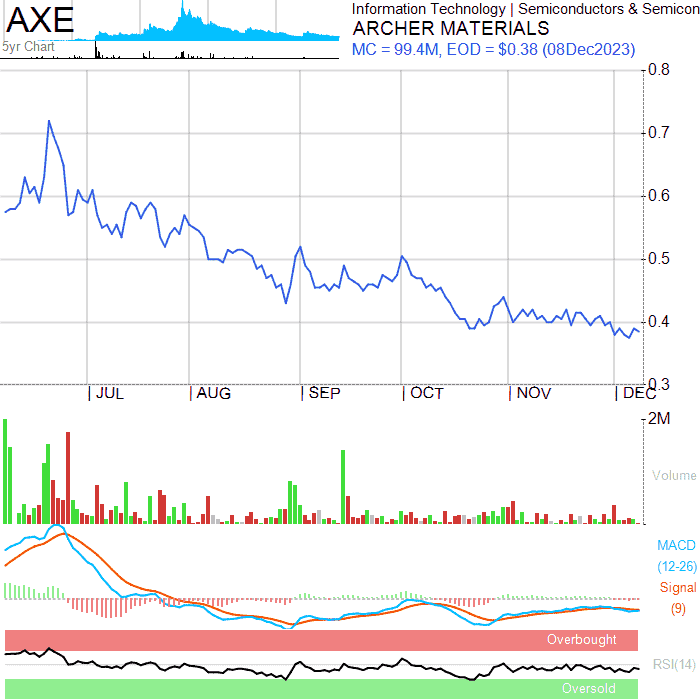 AXE
5yr Chart
Information Technology | Semiconductors & Semicon
ARCHER MATERIALS
MC = 99.4M, EOD = $0.38 (08Dec2023)
0.8
0.7
0.6
0.5
0.4
0.3
JUL AUG SEP OCT NOV DEC
2M
Volume
MACD
(12-26)
Signal
(9)
Overbought
RSI(14)
Oversold